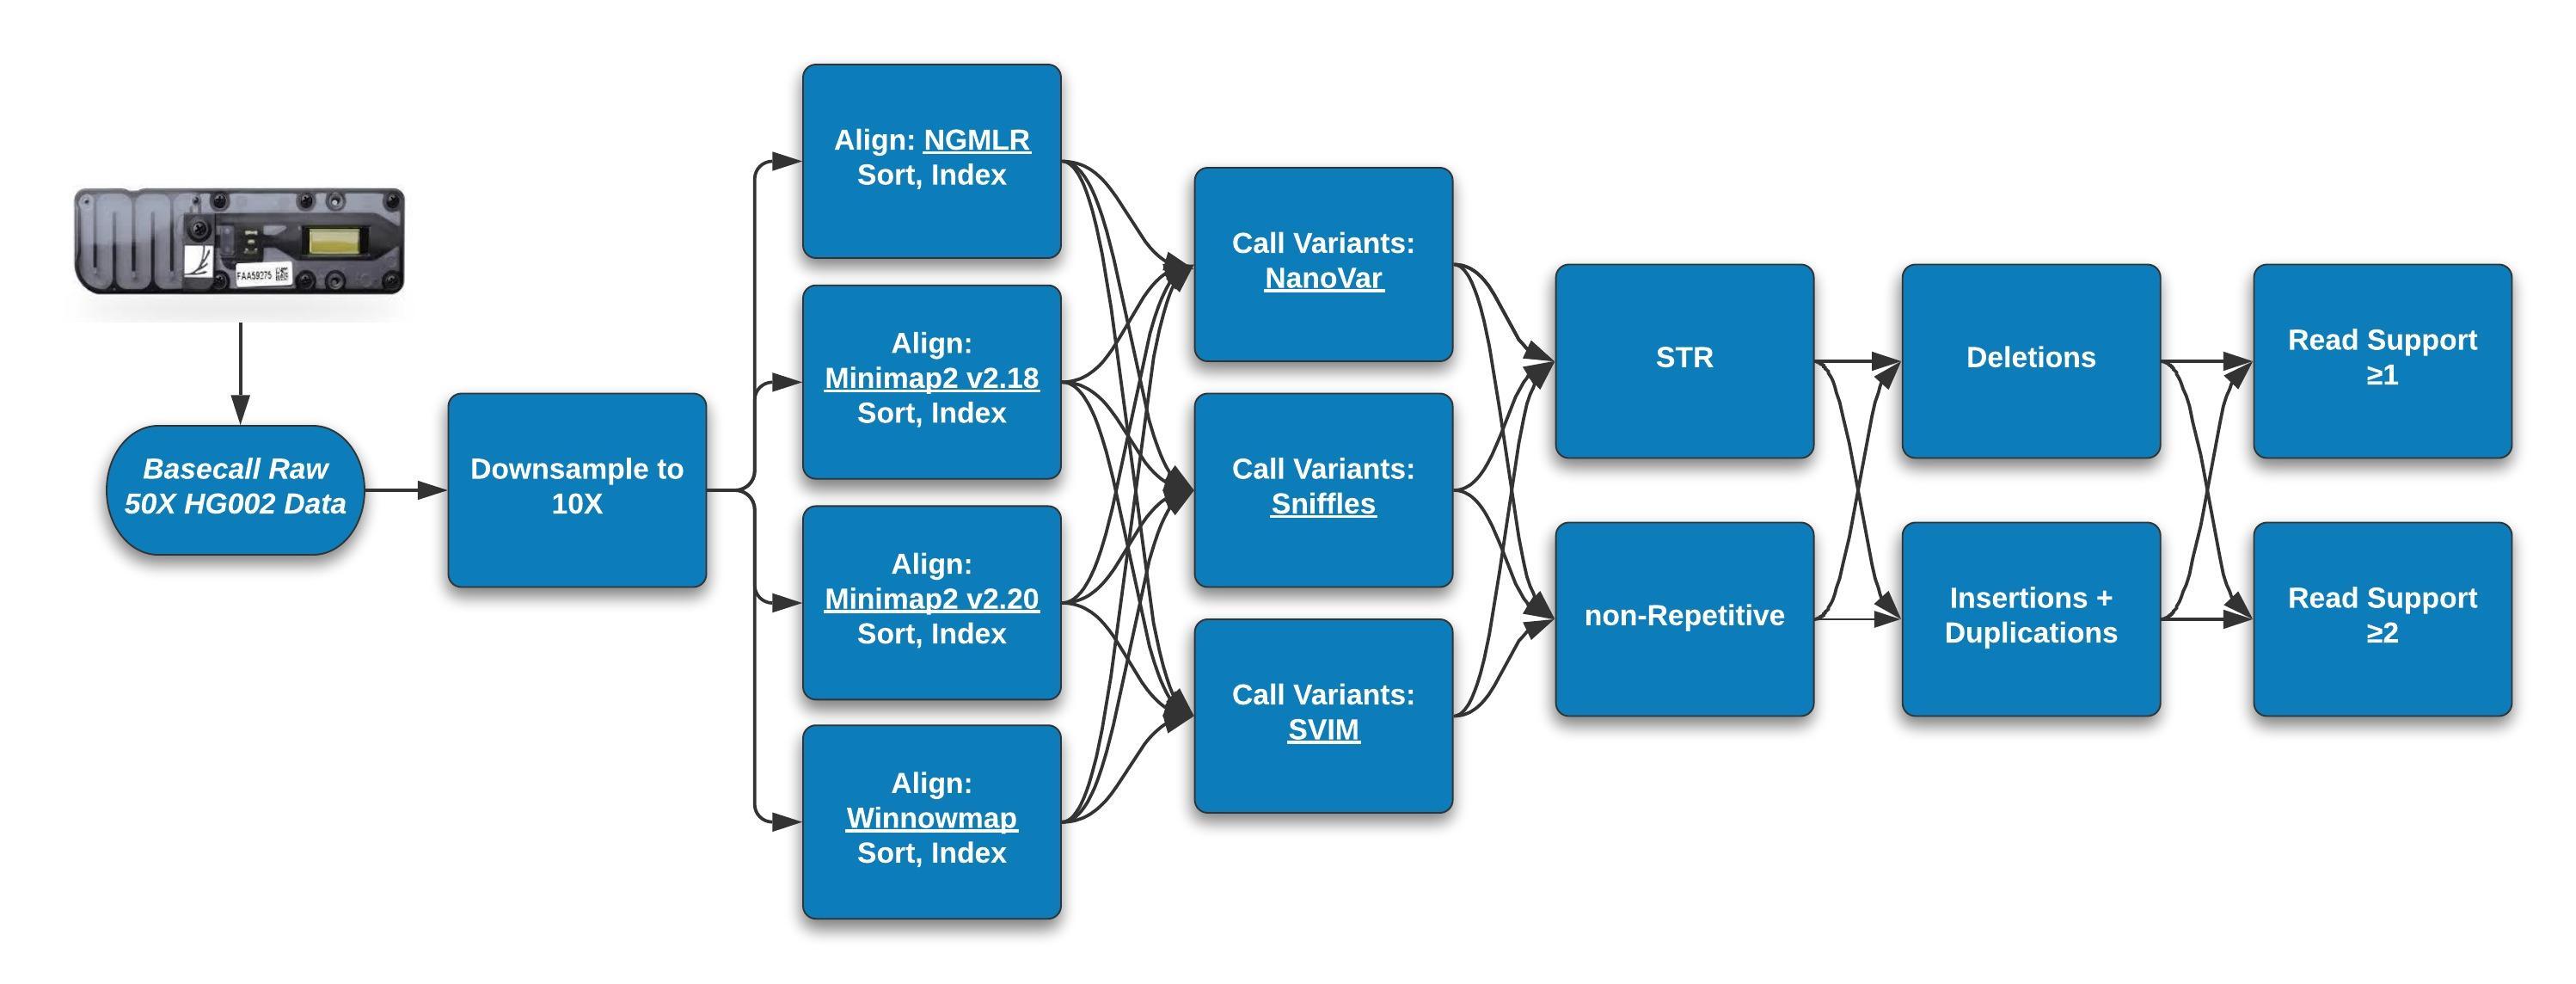 FAA59275
Basecall Raw
50X HG002 Data
Downsample to
10X
Align: NGMLR
Sort, Index
Align:
Minimap2 v2.18
Sort, Index
Align:
Minimap2 v2.20
Sort, Index
Align:
Winnowmap
Sort, Index
Call Variants:
NanoVar
Call Variants:
Sniffles
Call Variants:
SVIM
STR
non-Repetitive
Deletions
Insertions +
Duplications
Read Support
≥1
Read Support
≥2